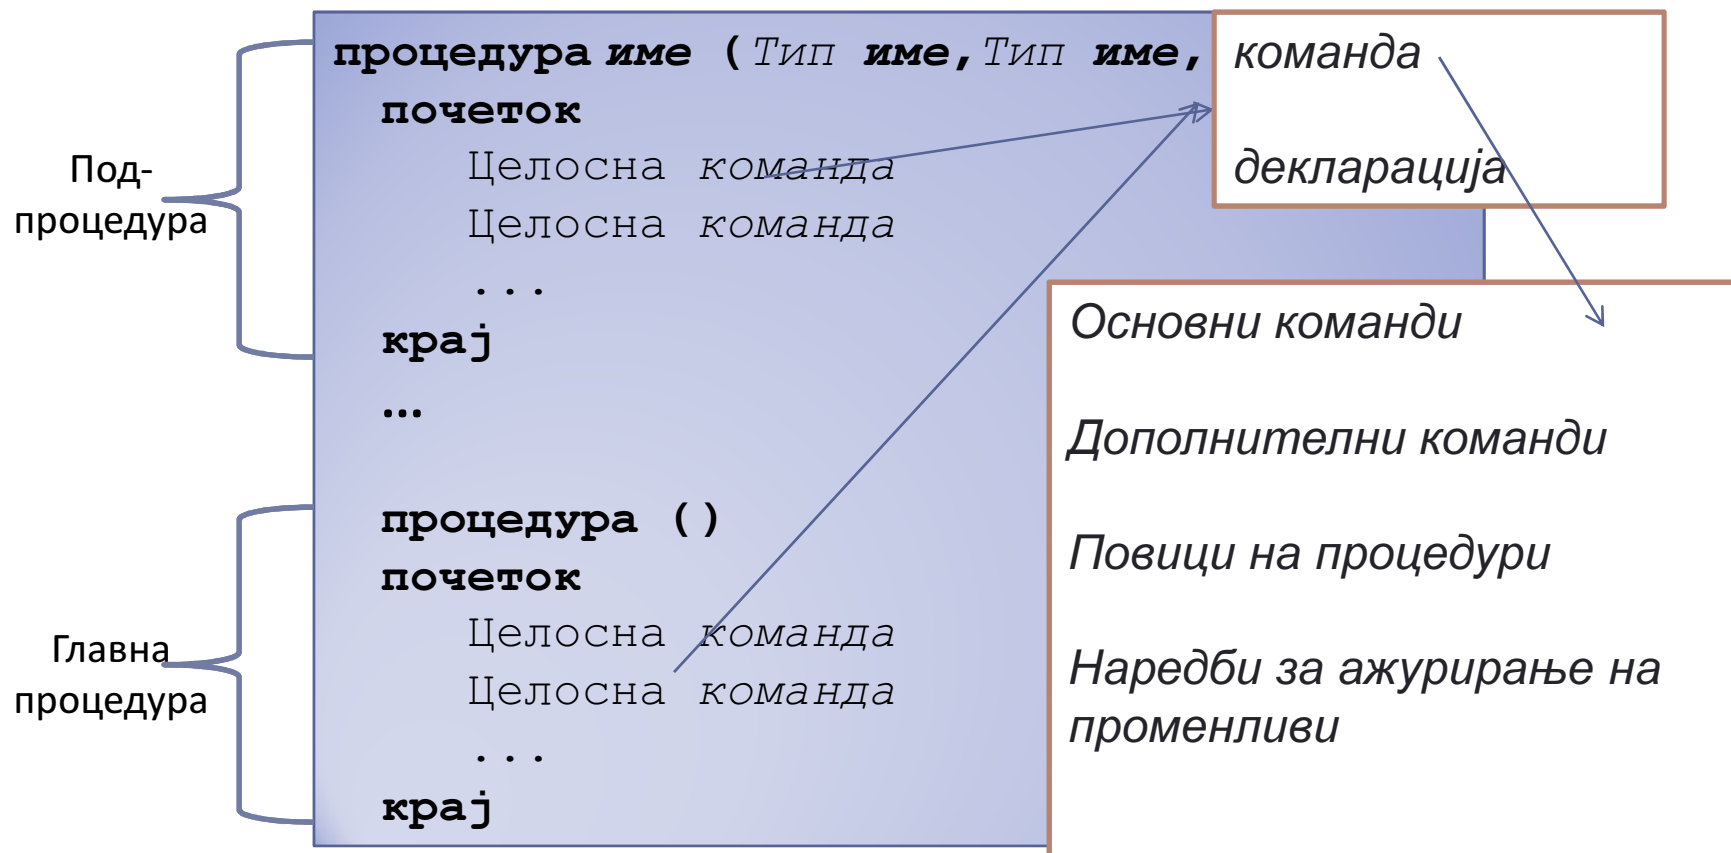 процедура име (Тип име,Тип име,
почеток
Целосна команда
Целосна команда
...
крај
...
процедура ()
почеток
Целосна команда
Целосна команда
...
крај
Под-
процедура
Главна
процедура
команда
декларација
Основни команди
Дополнителни команди
Повици на процедури
Наредби за ажурирање на
променливи